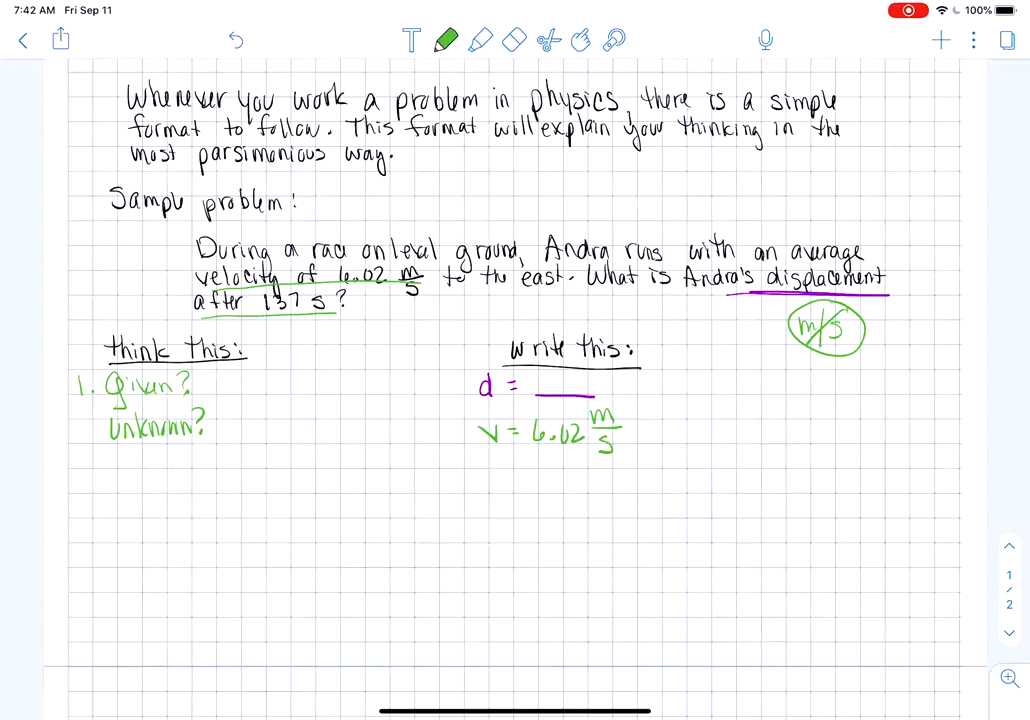 7:42 AM Fri Sep 11
100%
Whenever you work a problem in physics, there is a simple
format to follow. This format will explain your thinking in the
most parsimonious way.
Sample problem:
During a race on level ground, Andra runs with an average
velocity of 6.02 m/s to the east. What is Andra's displacement
after 137 s?
m/s
Think this:
Write this:
1. Given?
d = ____
Unknown?
v = 6.02 m/s
1
/
2